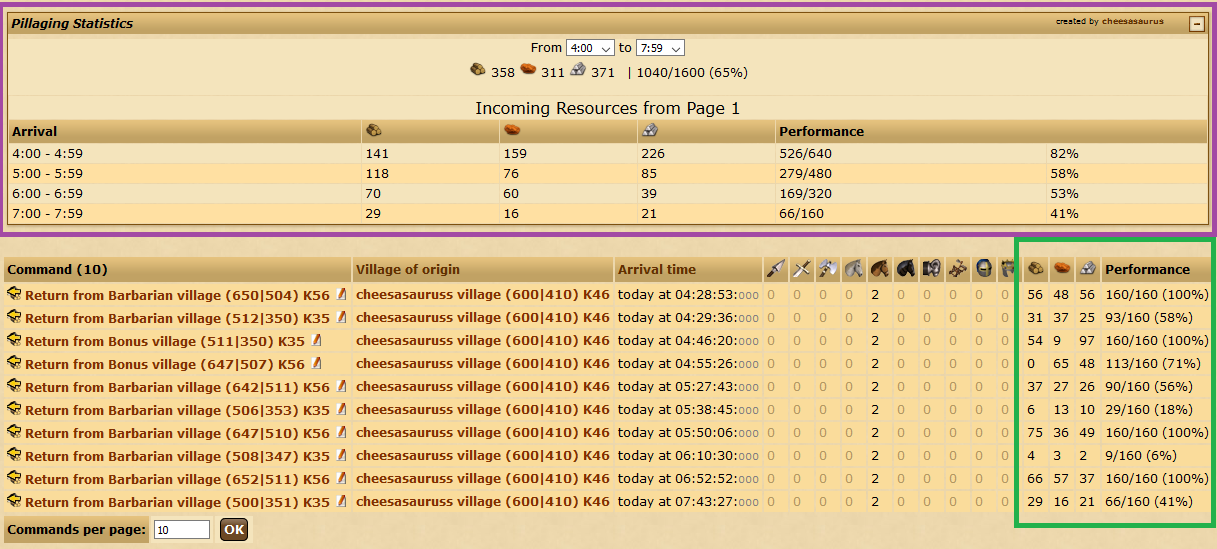 Pillaging Statistics created by cheesasaurus
From 4:00 to 7:59
358 311 371 | 1040/1600 (65%)
Incoming Resources from Page 1
Arrival Performance
4:00 - 4:59 141 159 226 526/640 82%
5:00 - 5:59 118 76 85 279/480 58%
6:00 - 6:59 70 60 39 169/320 53%
7:00 - 7:59 29 16 21 66/160 41%
Command (10) Village of origin Arrival time Performance
Return from Barbarian village (650|504) K56 cheesasauruss village (600|410) K46 today at 04:28:53:000 0 0 0 0 2 0 0 0 0 0 56 48 56 160/160 (100%)
Return from Barbarian village (512|350) K35 cheesasauruss village (600|410) K46 today at 04:29:36:000 0 0 0 0 2 0 0 0 0 0 31 37 25 93/160 (58%)
Return from Bonus village (511|350) K35 cheesasauruss village (600|410) K46 today at 04:46:20:000 0 0 0 0 2 0 0 0 0 0 54 9 97 160/160 (100%)
Return from Bonus village (647|507) K56 cheesasauruss village (600|410) K46 today at 04:55:26:000 0 0 0 0 2 0 0 0 0 0 0 65 48 113/160 (71%)
Return from Barbarian village (642|511) K56 cheesasauruss village (600|410) K46 today at 05:27:43:000 0 0 0 0 2 0 0 0 0 0 37 27 26 90/160 (56%)
Return from Barbarian village (506|353) K35 cheesasauruss village (600|410) K46 today at 05:38:45:000 0 0 0 0 2 0 0 0 0 0 6 13 10 29/160 (18%)
Return from Barbarian village (647|510) K56 cheesasauruss village (600|410) K46 today at 05:50:06:000 0 0 0 0 2 0 0 0 0 0 75 36 49 160/160 (100%)
Return from Barbarian village (508|347) K35 cheesasauruss village (600|410) K46 today at 06:10:30:000 0 0 0 0 2 0 0 0 0 0 4 3 2 9/160 (6%)
Return from Barbarian village (652|511) K56 cheesasauruss village (600|410) K46 today at 06:52:52:000 0 0 0 0 2 0 0 0 0 0 66 57 37 160/160 (100%)
Return from Barbarian village (500|351) K35 cheesasauruss village (600|410) K46 today at 07:43:27:000 0 0 0 0 2 0 0 0 0 0 29 16 21 66/160 (41%)
Commands per page: 10 OK